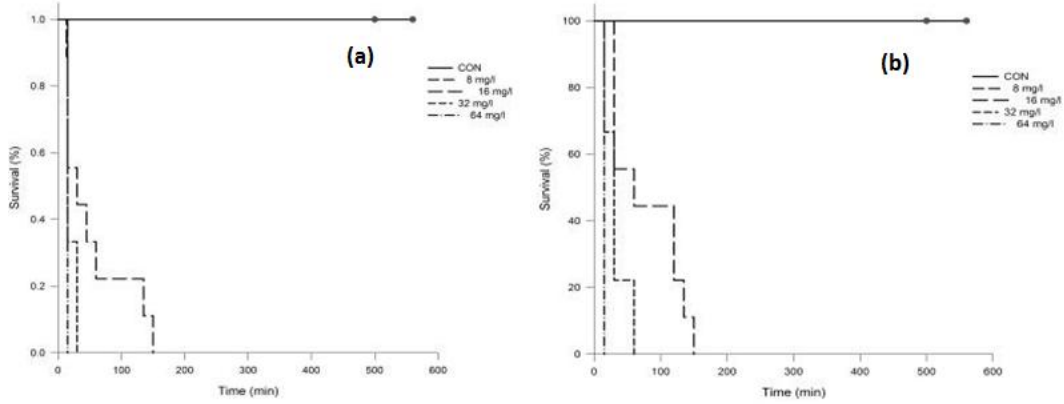 (a)
1.0
0.8
0.6
0.4
0.2
0.0
Survival (%)
0 100 200 300 400 500 600
Time (min)
CON
8 mg/l
16 mg/l
32 mg/l
64 mg/l
(b)
100
80
60
40
20
0
Survival (%)
0 100 200 300 400 500 600
Time (min)
CON
8 mg/l
16 mg/l
32 mg/l
64 mg/l